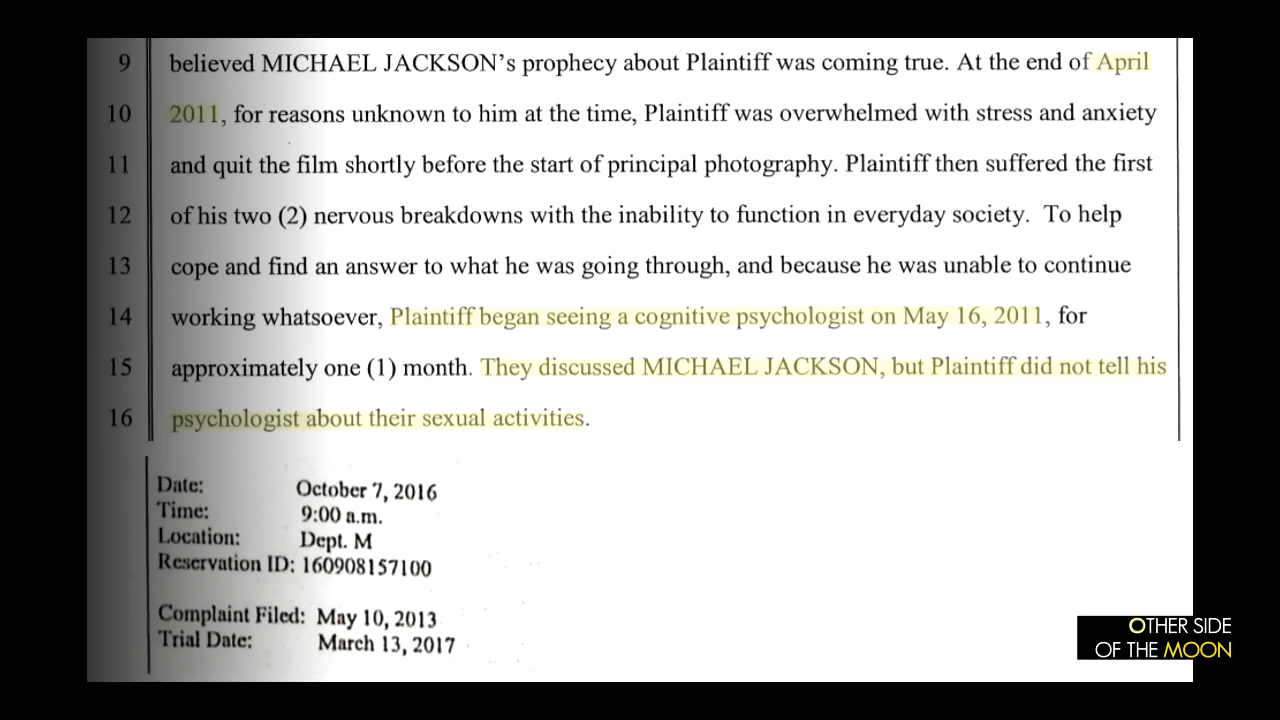 9 believed MICHAEL JACKSON's prophecy about Plaintiff was coming true. At the end of April
10 2011, for reasons unknown to him at the time, Plaintiff was overwhelmed with stress and anxiety
11 and quit the film shortly before the start of principal photography. Plaintiff then suffered the first
12 of his two (2) nervous breakdowns with the inability to function in everyday society. To help
13 cope and find an answer to what he was going through, and because he was unable to continue
14 working whatsoever, Plaintiff began seeing a cognitive psychologist on May 16, 2011, for
15 approximately one (1) month. They discussed MICHAEL JACKSON, but Plaintiff did not tell his
16 psychologist about their sexual activities.
Date: October 7, 2016
Time: 9:00 a.m.
Location: Dept. M
Reservation ID: 160908157100
Complaint Filed: May 10, 2013
Trial Date: March 13, 2017
OTHER SIDE
OF THE MOON